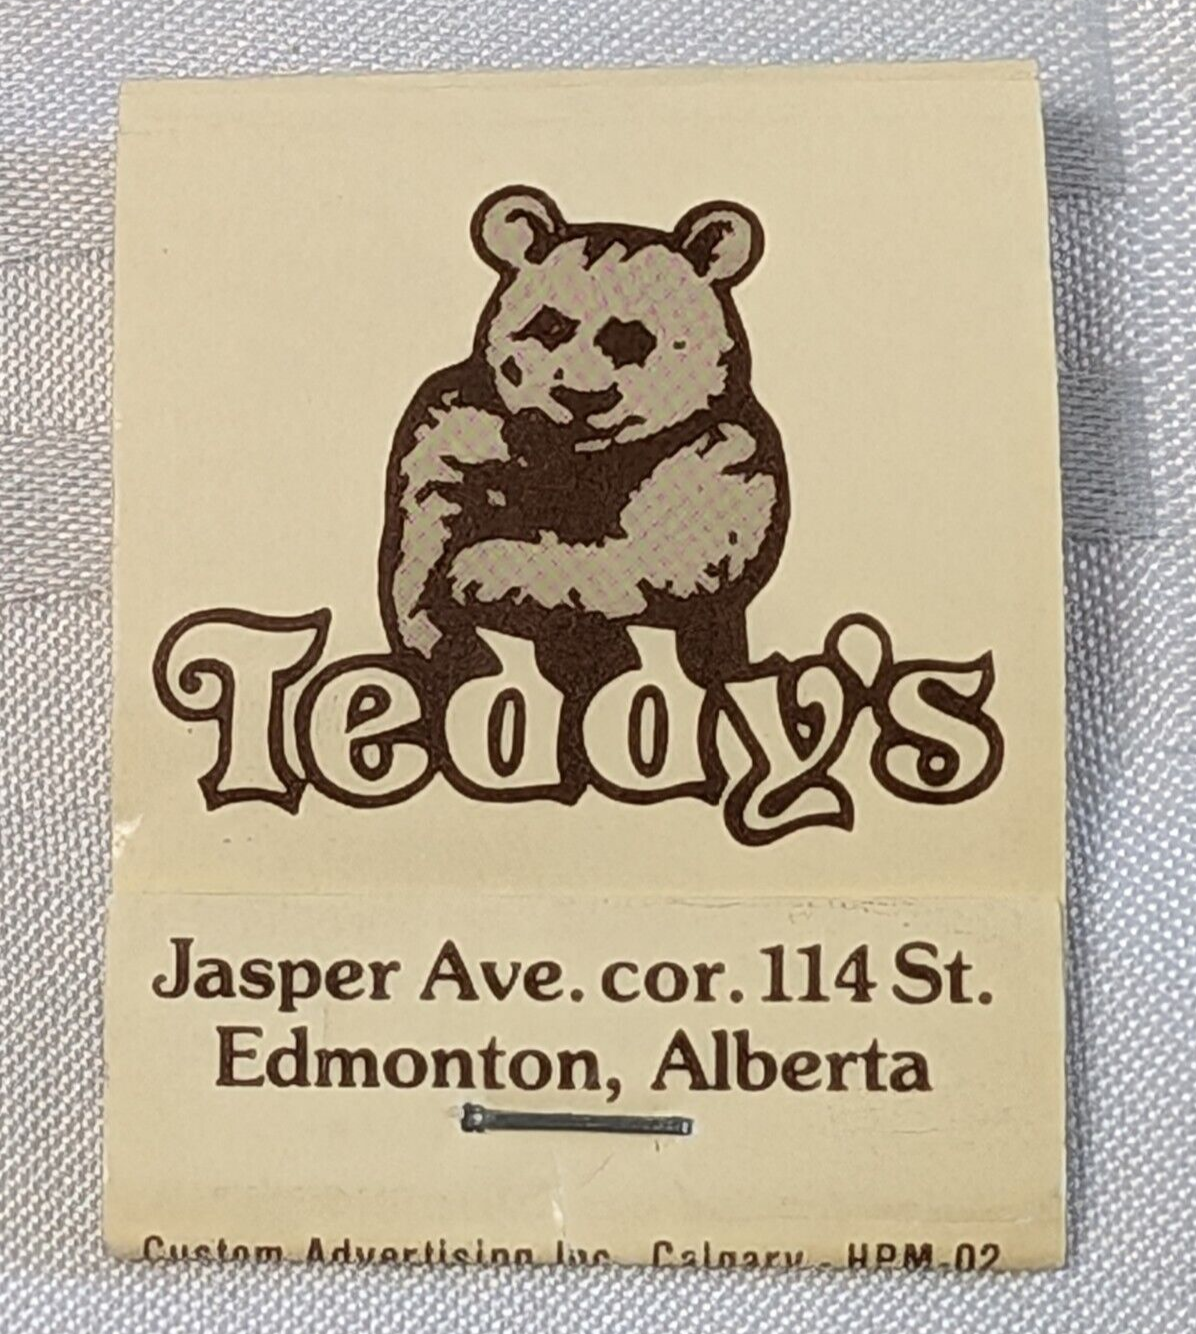 Teddy's
Jasper Ave. cor. 114 St.
Edmonton, Alberta
Custom Advertising Inc. Calgary - HPM-02